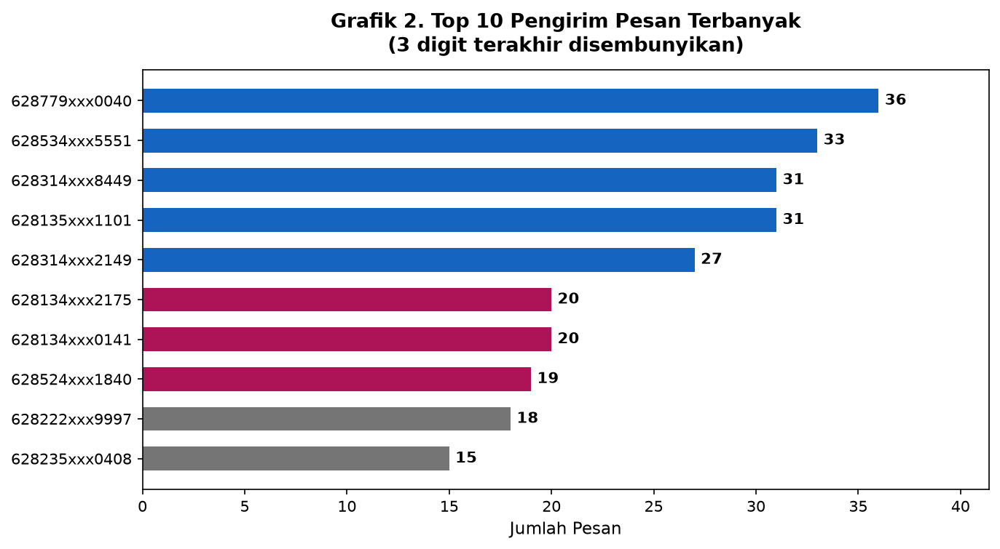 Grafik 2. Top 10 Pengirim Pesan Terbanyak
(3 digit terakhir disembunyikan)
628779xxx0040 36
628534xxx5551 33
628314xxx8449 31
628135xxx1101 31
628314xxx2149 27
628134xxx2175 20
628134xxx0141 20
628524xxx1840 19
628222xxx9997 18
628235xxx0408 15
0 5 10 15 20 25 30 35 40
Jumlah Pesan